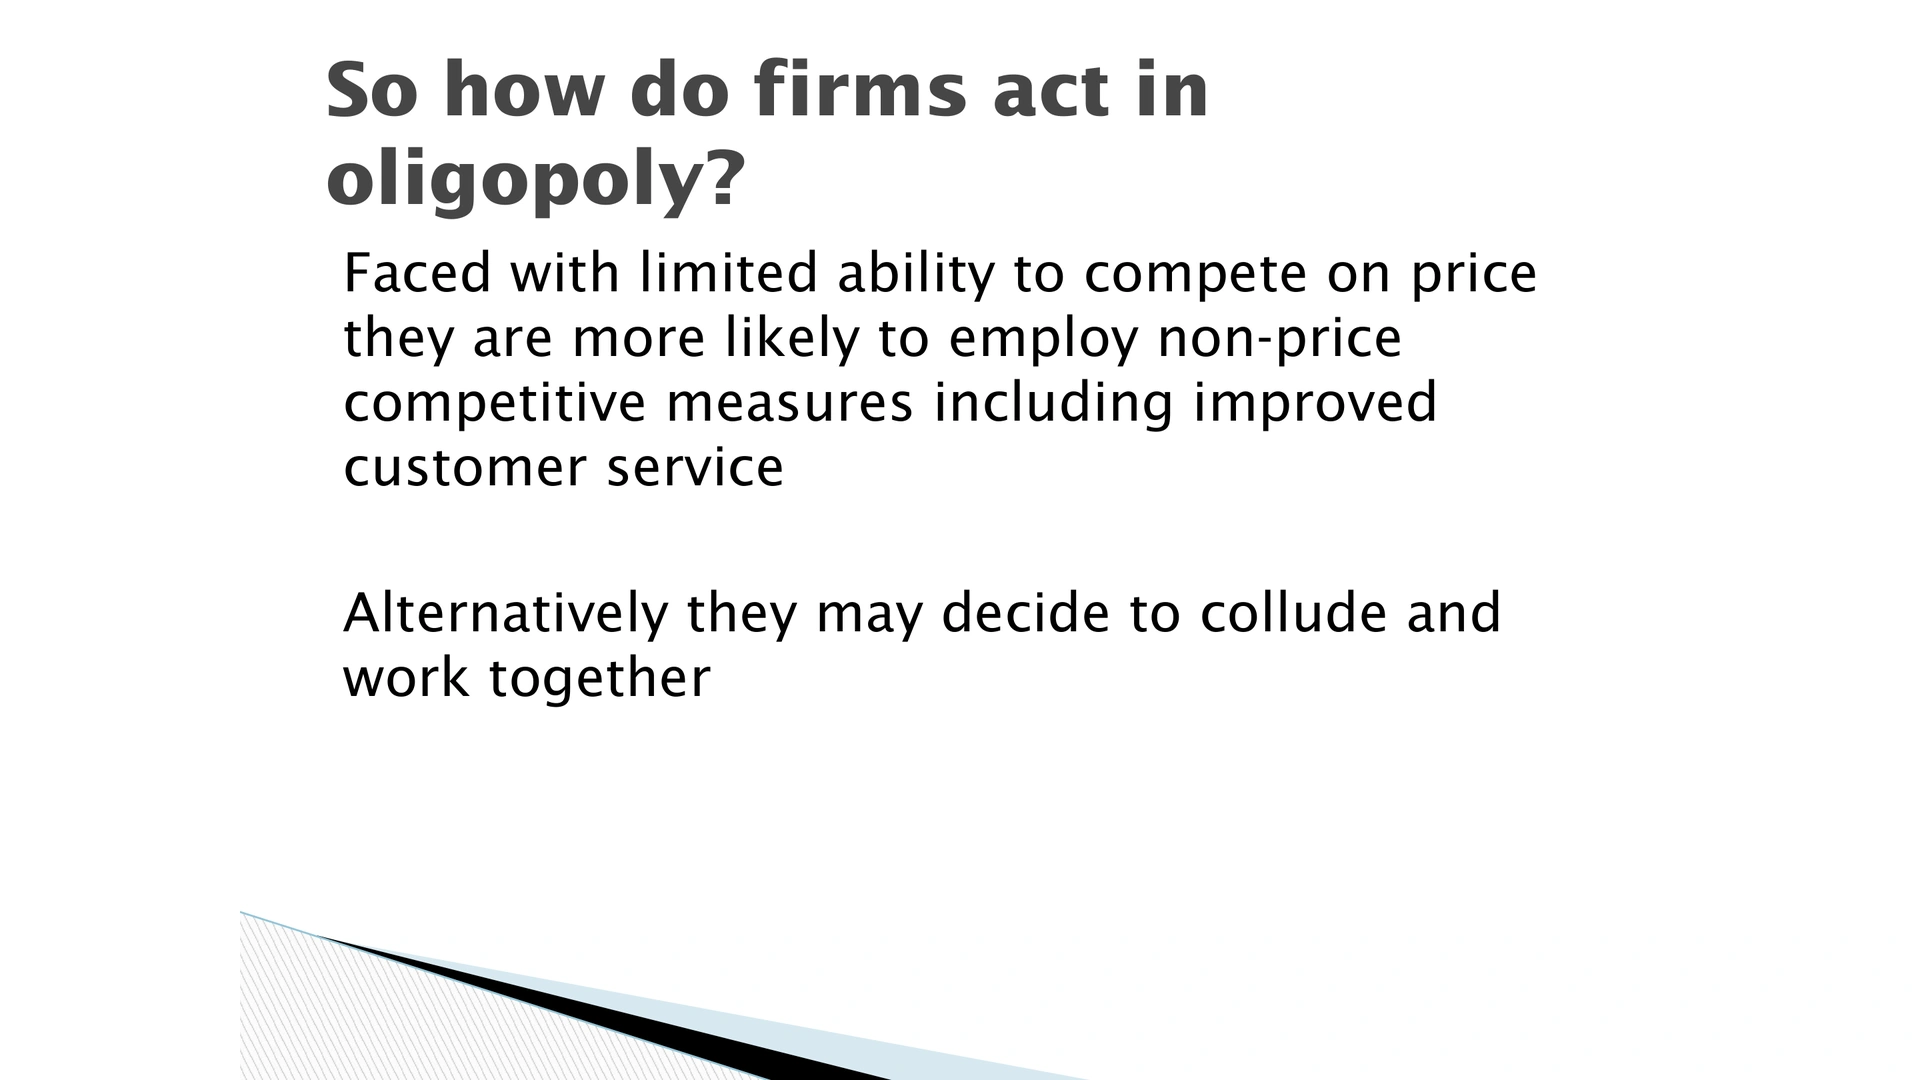 So how do firms act in
oligopoly?
Faced with limited ability to compete on price
they are more likely to employ non-price
competitive measures including improved
customer service
Alternatively they may decide to collude and
work together